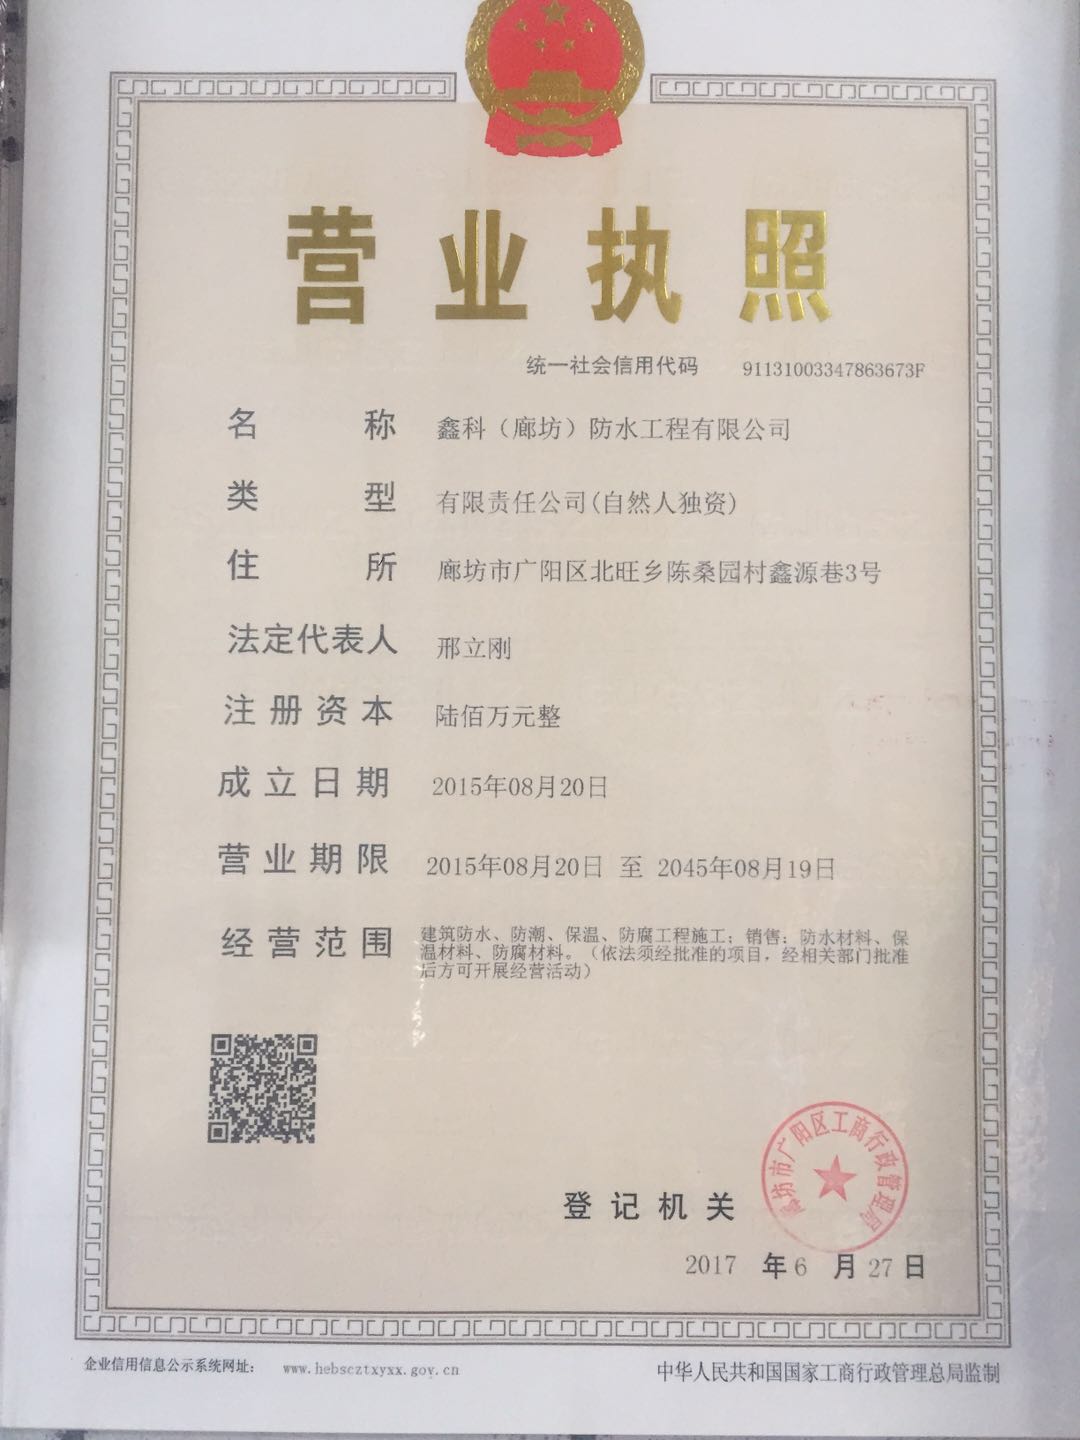 营业执照
统一社会信用代码 91131003347863673F
名称 鑫科（廊坊）防水工程有限公司
类型 有限责任公司(自然人独资)
住所 廊坊市广阳区北旺乡陈桑园村鑫源巷3号
法定代表人 邢立刚
注册资本 陆佰万元整
成立日期 2015年08月20日
营业期限 2015年08月20日 至 2045年08月19日
经营范围 建筑防水、防潮、保温、防腐工程施工；销售：防水材料、保
温材料、防腐材料。（依法须经批准的项目，经相关部门批准
后方可开展经营活动）
廊坊市广阳区工商行政管理局
登记机关
2017 年 6 月 27 日
企业信用信息公示系统网址： www.hebscztxyxx.gov.cn
中华人民共和国国家工商行政管理总局监制